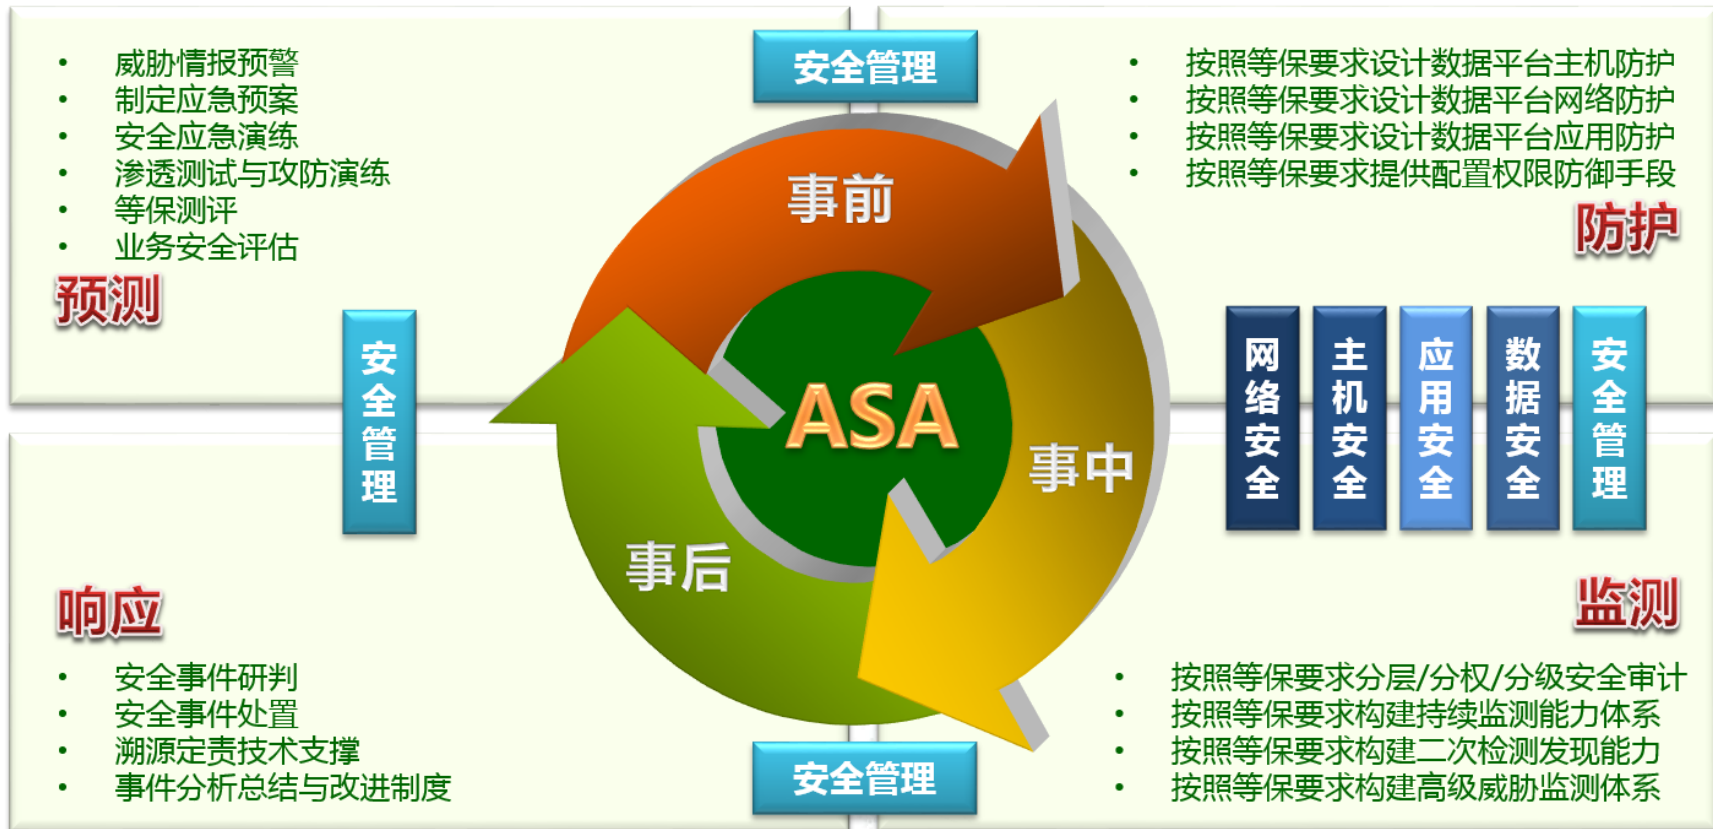 威胁情报预警
制定应急预案
安全应急演练
渗透测试与攻防演练
等保测评
业务安全评估
预测
安全管理
按照等保要求设计数据平台主机防护
按照等保要求设计数据平台网络防护
按照等保要求设计数据平台应用防护
按照等保要求提供配置权限防御手段
防护
事前
安全管理
ASA
事中
事后
网络安全
主机安全
应用安全
数据安全
安全管理
响应
安全事件研判
安全事件处置
溯源定责技术支撑
事件分析总结与改进制度
安全管理
监测
按照等保要求分层/分权/分级安全审计
按照等保要求构建持续监测能力体系
按照等保要求构建二次检测发现能力
按照等保要求构建高级威胁监测体系